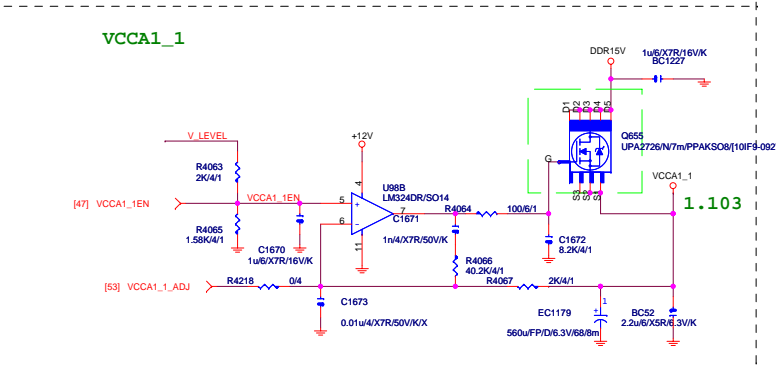 VCCA1_1
DDR15V
1u/6/X7R/16V/K
BC1227
D1
D2
D3
D4
D5
Q655
UPA2726/N/7m/PPAKSO8/[10IF9-092
G
S3
S2
S1
V_LEVEL
+12V
R4063
2K/4/1
4
U98B
LM324DR/SO14
VCCA1_1
1.103
[47] VCCA1_1EN
VCCA1_1EN
5
+
6
-
7
C1671
R4064
100/6/1
R4065
1.58K/4/1
11
1n/4/X7R/50V/K
C1670
1u/6/X7R/16V/K
C1672
8.2K/4/1
R4066
40.2K/4/1
[53] VCCA1_1_ADJ
R4218
0/4
R4067
2K/4/1
C1673
0.01u/4/X7R/50V/K/X
EC1179
1
+
560u/FP/D/6.3V/68/8m
BC52
2.2u/6/X5R/6.3V/K